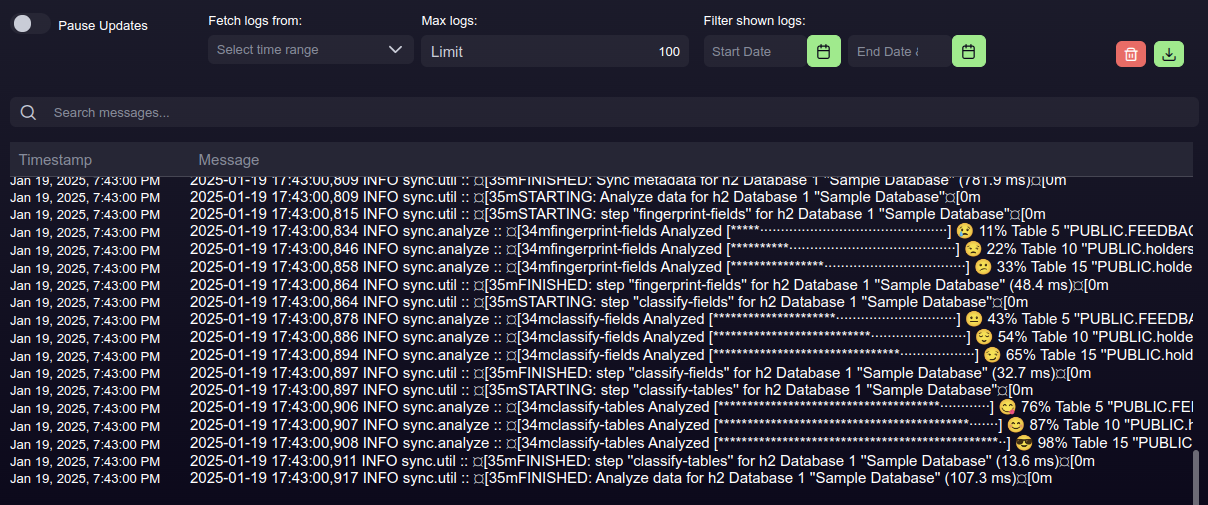 Pause Updates
Fetch logs from:
Select time range
Max logs:
Limit 100
Filter shown logs:
Start Date
End Date &
Search messages...
Timestamp Message
Jan 19, 2025, 7:43:00 PM 2025-01-19 17:43:00,809 INFO sync.util :: ¤[35mFINISHED: Sync metadata for h2 Database 1 "Sample Database" (781.9 ms)¤[0m
Jan 19, 2025, 7:43:00 PM 2025-01-19 17:43:00,809 INFO sync.util :: ¤[35mSTARTING: Analyze data for h2 Database 1 "Sample Database"¤[0m
Jan 19, 2025, 7:43:00 PM 2025-01-19 17:43:00,815 INFO sync.util :: ¤[35mSTARTING: step "fingerprint-fields" for h2 Database 1 "Sample Database"¤[0m
Jan 19, 2025, 7:43:00 PM 2025-01-19 17:43:00,834 INFO sync.analyze :: ¤[34mfingerprint-fields Analyzed [*****·············································] 😢 11% Table 5 "PUBLIC.FEEDBAC
Jan 19, 2025, 7:43:00 PM 2025-01-19 17:43:00,846 INFO sync.analyze :: ¤[34mfingerprint-fields Analyzed [**********········································] 😒 22% Table 10 "PUBLIC.holders
Jan 19, 2025, 7:43:00 PM 2025-01-19 17:43:00,858 INFO sync.analyze :: ¤[34mfingerprint-fields Analyzed [****************··································] 😕 33% Table 15 "PUBLIC.holde
Jan 19, 2025, 7:43:00 PM 2025-01-19 17:43:00,864 INFO sync.util :: ¤[35mFINISHED: step "fingerprint-fields" for h2 Database 1 "Sample Database" (48.4 ms)¤[0m
Jan 19, 2025, 7:43:00 PM 2025-01-19 17:43:00,864 INFO sync.util :: ¤[35mSTARTING: step "classify-fields" for h2 Database 1 "Sample Database"¤[0m
Jan 19, 2025, 7:43:00 PM 2025-01-19 17:43:00,878 INFO sync.analyze :: ¤[34mclassify-fields Analyzed [*********************·····························] 😐 43% Table 5 "PUBLIC.FEEDBA
Jan 19, 2025, 7:43:00 PM 2025-01-19 17:43:00,886 INFO sync.analyze :: ¤[34mclassify-fields Analyzed [***************************·······················] 😌 54% Table 10 "PUBLIC.holde
Jan 19, 2025, 7:43:00 PM 2025-01-19 17:43:00,894 INFO sync.analyze :: ¤[34mclassify-fields Analyzed [********************************··················] 😏 65% Table 15 "PUBLIC.hold
Jan 19, 2025, 7:43:00 PM 2025-01-19 17:43:00,897 INFO sync.util :: ¤[35mFINISHED: step "classify-fields" for h2 Database 1 "Sample Database" (32.7 ms)¤[0m
Jan 19, 2025, 7:43:00 PM 2025-01-19 17:43:00,897 INFO sync.util :: ¤[35mSTARTING: step "classify-tables" for h2 Database 1 "Sample Database"¤[0m
Jan 19, 2025, 7:43:00 PM 2025-01-19 17:43:00,906 INFO sync.analyze :: ¤[34mclassify-tables Analyzed [**************************************············] 😋 76% Table 5 "PUBLIC.FEI
Jan 19, 2025, 7:43:00 PM 2025-01-19 17:43:00,907 INFO sync.analyze :: ¤[34mclassify-tables Analyzed [*******************************************·······] 😊 87% Table 10 "PUBLIC.h
Jan 19, 2025, 7:43:00 PM 2025-01-19 17:43:00,908 INFO sync.analyze :: ¤[34mclassify-tables Analyzed [************************************************··] 😎 98% Table 15 "PUBLIC
Jan 19, 2025, 7:43:00 PM 2025-01-19 17:43:00,911 INFO sync.util :: ¤[35mFINISHED: step "classify-tables" for h2 Database 1 "Sample Database" (13.6 ms)¤[0m
Jan 19, 2025, 7:43:00 PM 2025-01-19 17:43:00,917 INFO sync.util :: ¤[35mFINISHED: Analyze data for h2 Database 1 "Sample Database" (107.3 ms)¤[0m